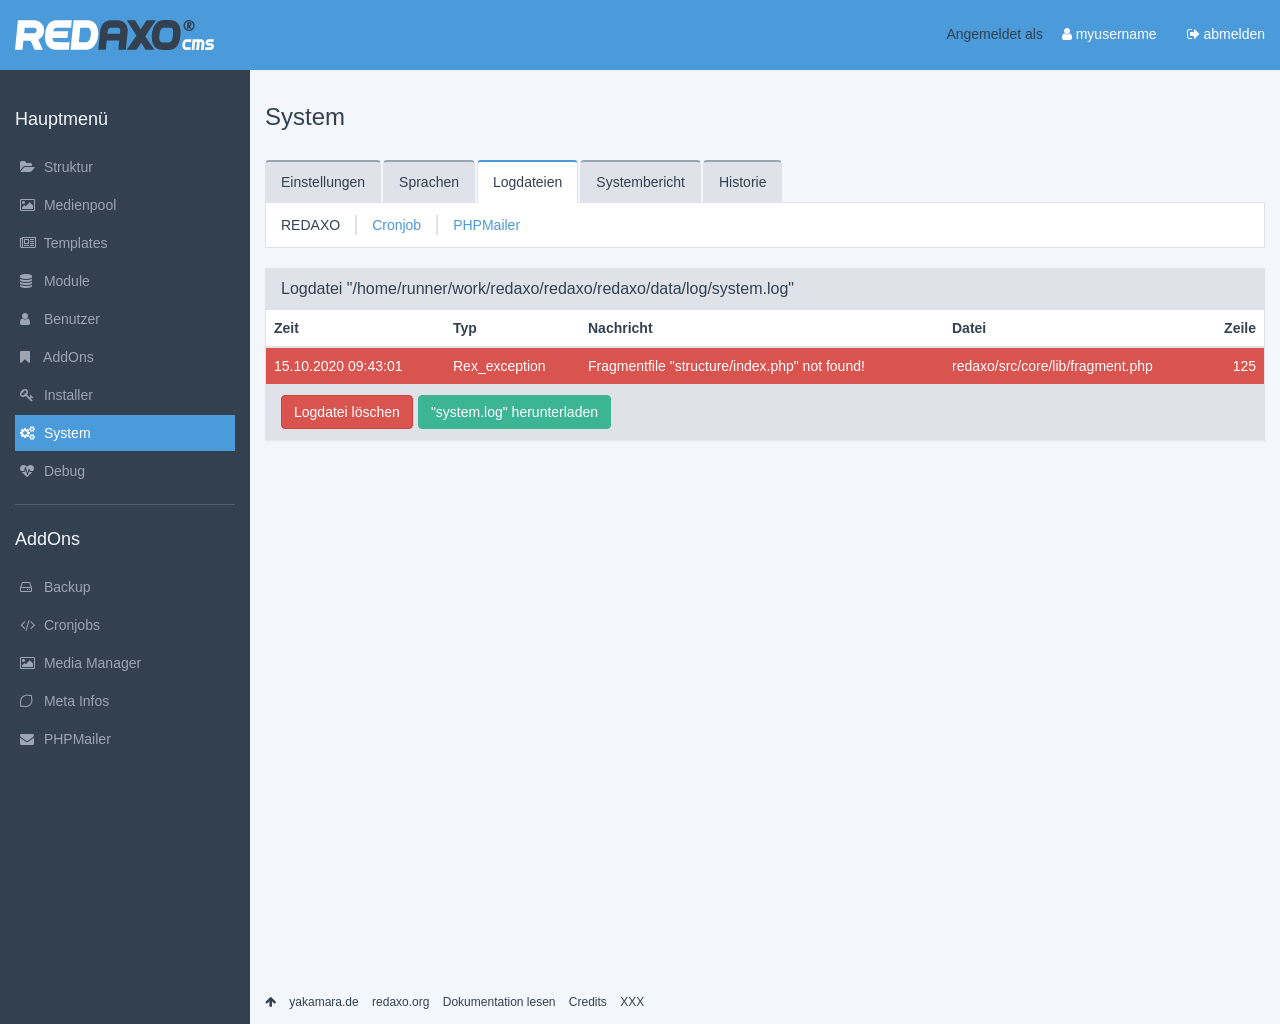 REDAXO® cms
Angemeldet als myusername abmelden
Hauptmenü
Struktur
Medienpool
Templates
Module
Benutzer
AddOns
Installer
System
Debug
AddOns
Backup
Cronjobs
Media Manager
Meta Infos
PHPMailer
System
Einstellungen Sprachen Logdateien Systembericht Historie
REDAXO Cronjob PHPMailer
Logdatei "/home/runner/work/redaxo/redaxo/redaxo/data/log/system.log"
Zeit Typ Nachricht Datei Zeile
15.10.2020 09:43:01 Rex_exception Fragmentfile "structure/index.php" not found! redaxo/src/core/lib/fragment.php 125
Logdatei löschen "system.log" herunterladen
yakamara.de redaxo.org Dokumentation lesen Credits XXX